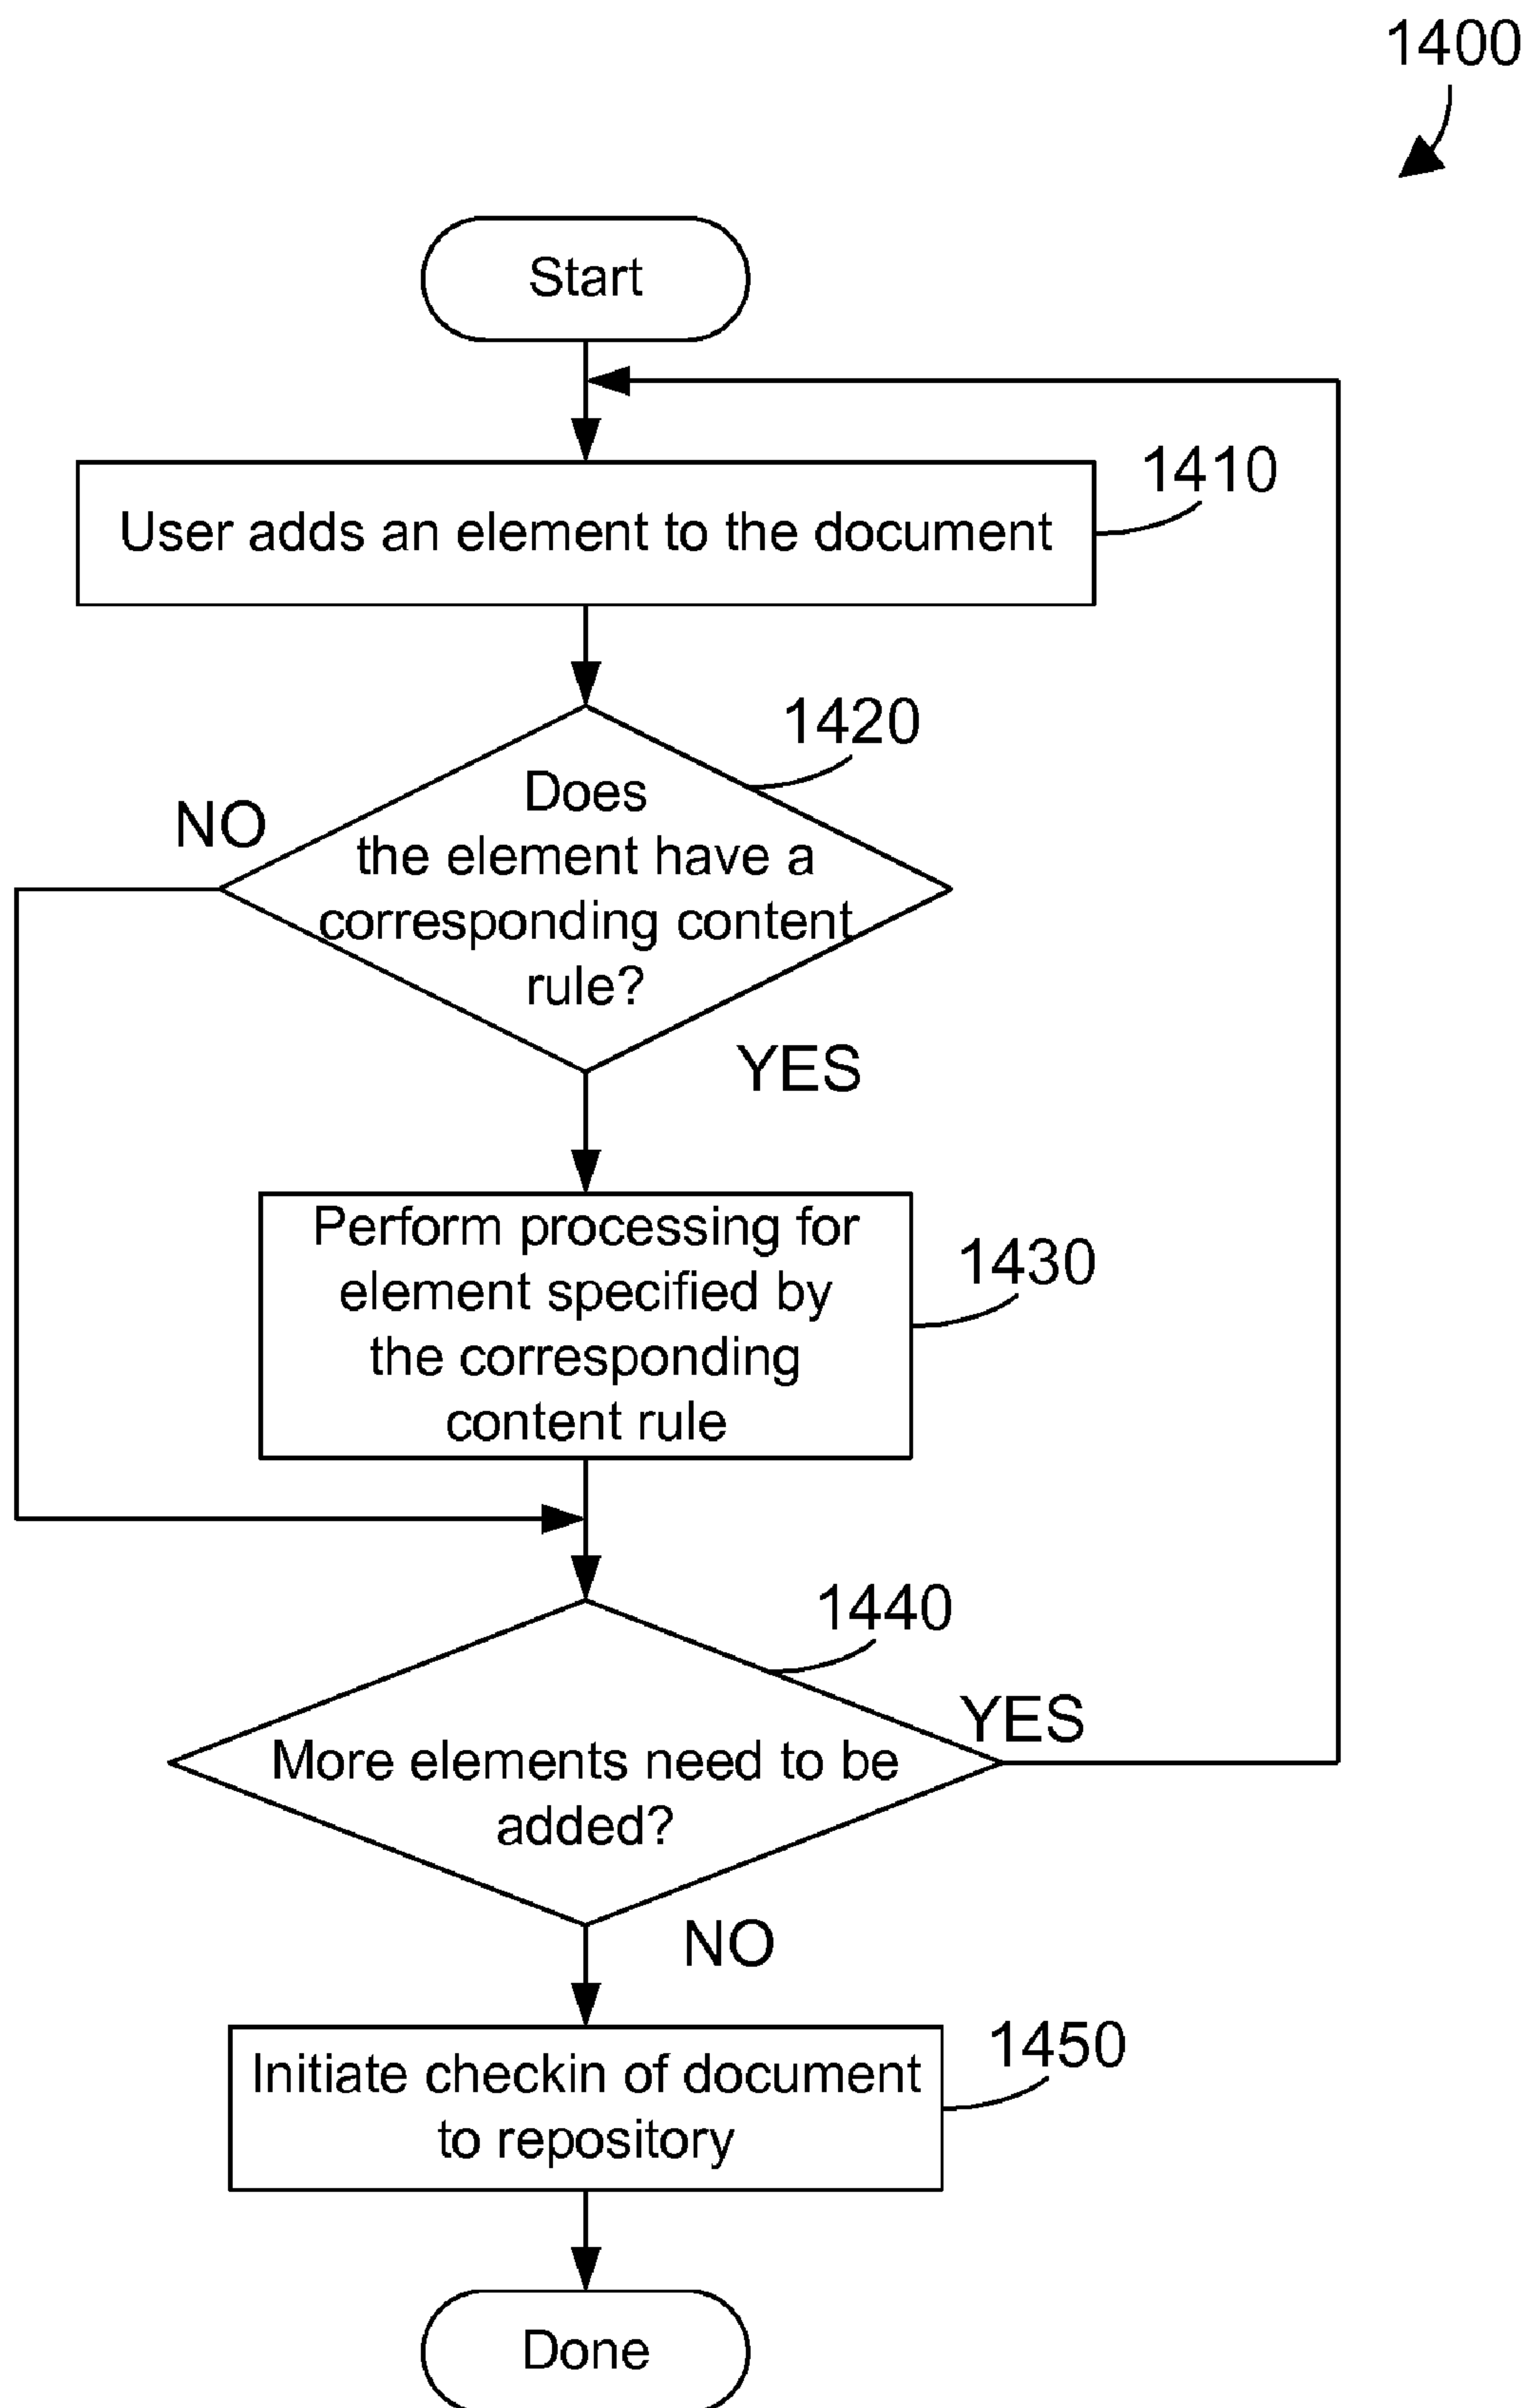 1400
Start
1410
User adds an element to the document
1420
NO
Does
the element have a
corresponding content
rule?
YES
Perform processing for
element specified by
the corresponding
content rule
1430
1440
YES
More elements need to be
added?
NO
1450
Initiate checkin of document
to repository
Done